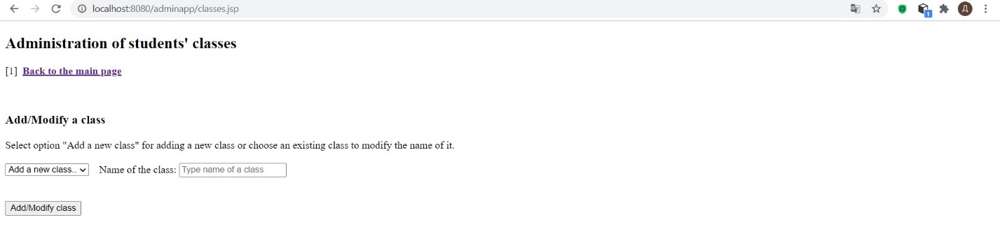 localhost:8080/adminapp/classes.jsp
1
Д
Administration of students' classes
[1] Back to the main page
Add/Modify a class
Select option "Add a new class" for adding a new class or choose an existing class to modify the name of it.
Add a new class.. Name of the class: Type name of a class
Add/Modify class